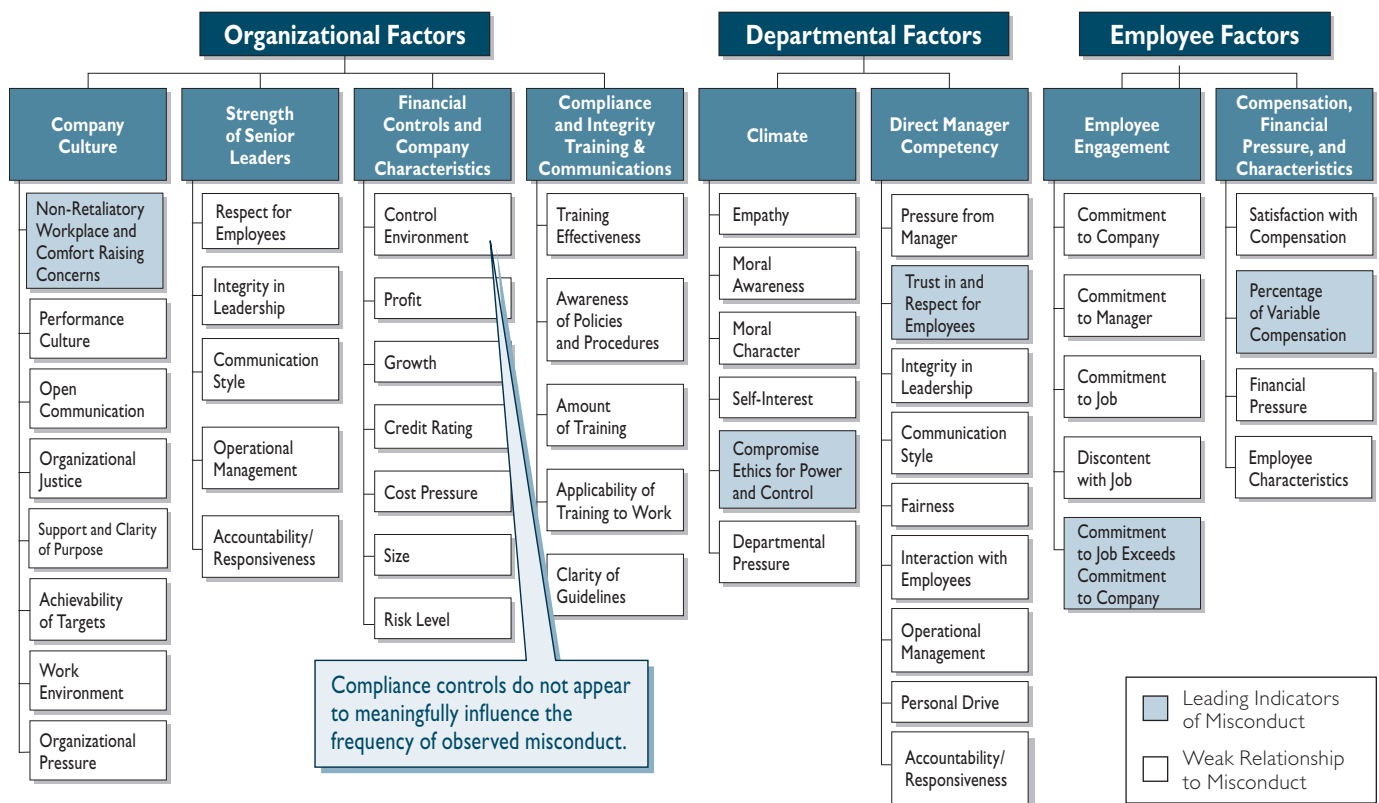 Organizational Factors
Departmental Factors
Employee Factors
Company
Culture
Strength
of Senior
Leaders
Financial
Controls and
Company
Characteristics
Compliance
and Integrity
Training &
Communications
Climate
Direct Manager
Competency
Employee
Engagement
Compensation,
Financial
Pressure, and
Characteristics
Non-Retaliatory
Workplace and
Comfort Raising
Concerns
Performance
Culture
Open
Communication
Organizational
Justice
Support and Clarity
of Purpose
Achievability
of Targets
Work
Environment
Organizational
Pressure
Respect for
Employees
Integrity in
Leadership
Communication
Style
Operational
Management
Accountability/
Responsiveness
Control
Environment
Profit
Growth
Credit Rating
Cost Pressure
Size
Risk Level
Compliance controls do not appear
to meaningfully influence the
frequency of observed misconduct.
Training
Effectiveness
Awareness
of Policies
and Procedures
Amount
of Training
Applicability of
Training to Work
Clarity of
Guidelines
Empathy
Moral
Awareness
Moral
Character
Self-Interest
Compromise
Ethics for Power
and Control
Departmental
Pressure
Pressure from
Manager
Trust in and
Respect for
Employees
Integrity in
Leadership
Communication
Style
Fairness
Interaction with
Employees
Operational
Management
Personal Drive
Accountability/
Responsiveness
Commitment
to Company
Commitment
to Manager
Commitment
to Job
Discontent
with Job
Commitment
to Job Exceeds
Commitment
to Company
Satisfaction with
Compensation
Percentage
of Variable
Compensation
Financial
Pressure
Employee
Characteristics
Leading Indicators
of Misconduct
Weak Relationship
to Misconduct